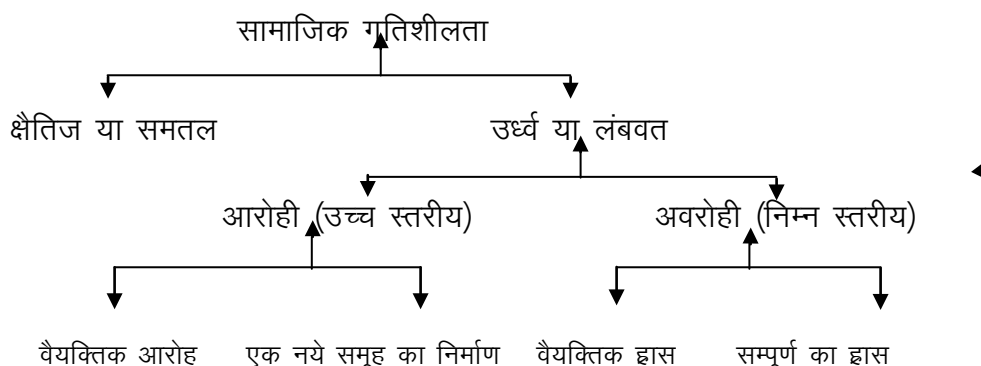 सामाजिक गतिशीलता
क्षैतिज या समतल उर्ध्व या लंबवत
आरोही (उच्च स्तरीय) अवरोही (निम्न स्तरीय)
वैयक्तिक आरोह एक नये समूह का निर्माण वैयक्तिक ह्रास सम्पूर्ण का ह्रास